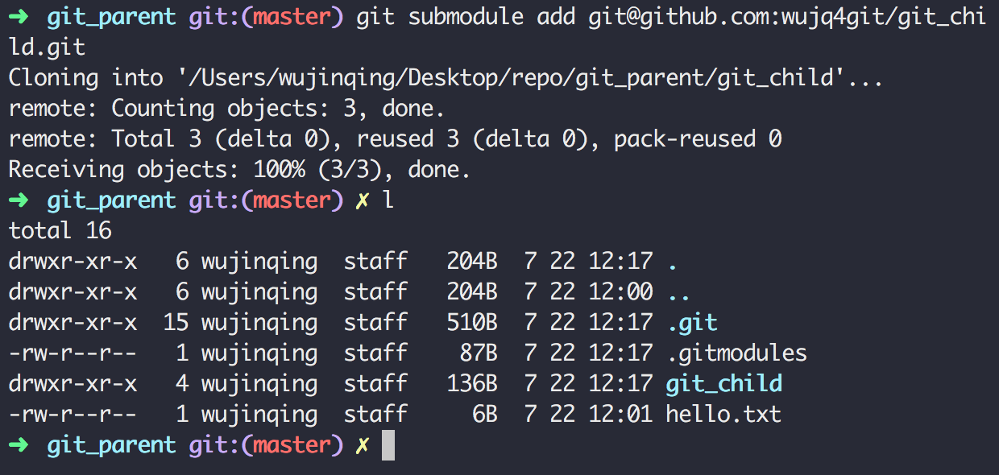 ➜  git_parent git:(master) git submodule add git@github.com:wujq4git/git_chi
ld.git
Cloning into '/Users/wujinqing/Desktop/repo/git_parent/git_child'...
remote: Counting objects: 3, done.
remote: Total 3 (delta 0), reused 3 (delta 0), pack-reused 0
Receiving objects: 100% (3/3), done.
➜  git_parent git:(master) ✗ l
total 16
drwxr-xr-x   6 wujinqing  staff   204B  7 22 12:17 .
drwxr-xr-x   6 wujinqing  staff   204B  7 22 12:00 ..
drwxr-xr-x  15 wujinqing  staff   510B  7 22 12:17 .git
-rw-r--r--   1 wujinqing  staff    87B  7 22 12:17 .gitmodules
drwxr-xr-x   4 wujinqing  staff   136B  7 22 12:17 git_child
-rw-r--r--   1 wujinqing  staff     6B  7 22 12:01 hello.txt
➜  git_parent git:(master) ✗